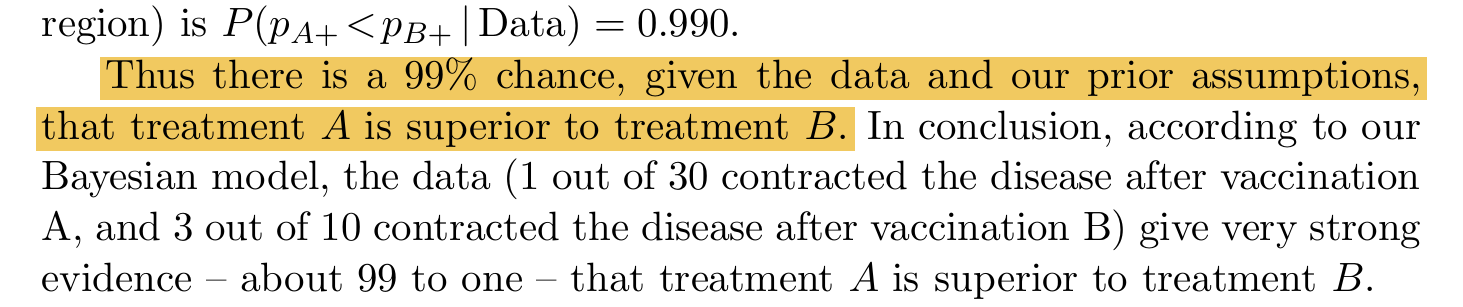 region) is P(p_{A+} < p_{B+} | Data) = 0.990.
Thus there is a 99% chance, given the data and our prior assumptions,
that treatment A is superior to treatment B. In conclusion, according to our
Bayesian model, the data (1 out of 30 contracted the disease after vaccination
A, and 3 out of 10 contracted the disease after vaccination B) give very strong
evidence – about 99 to one – that treatment A is superior to treatment B.